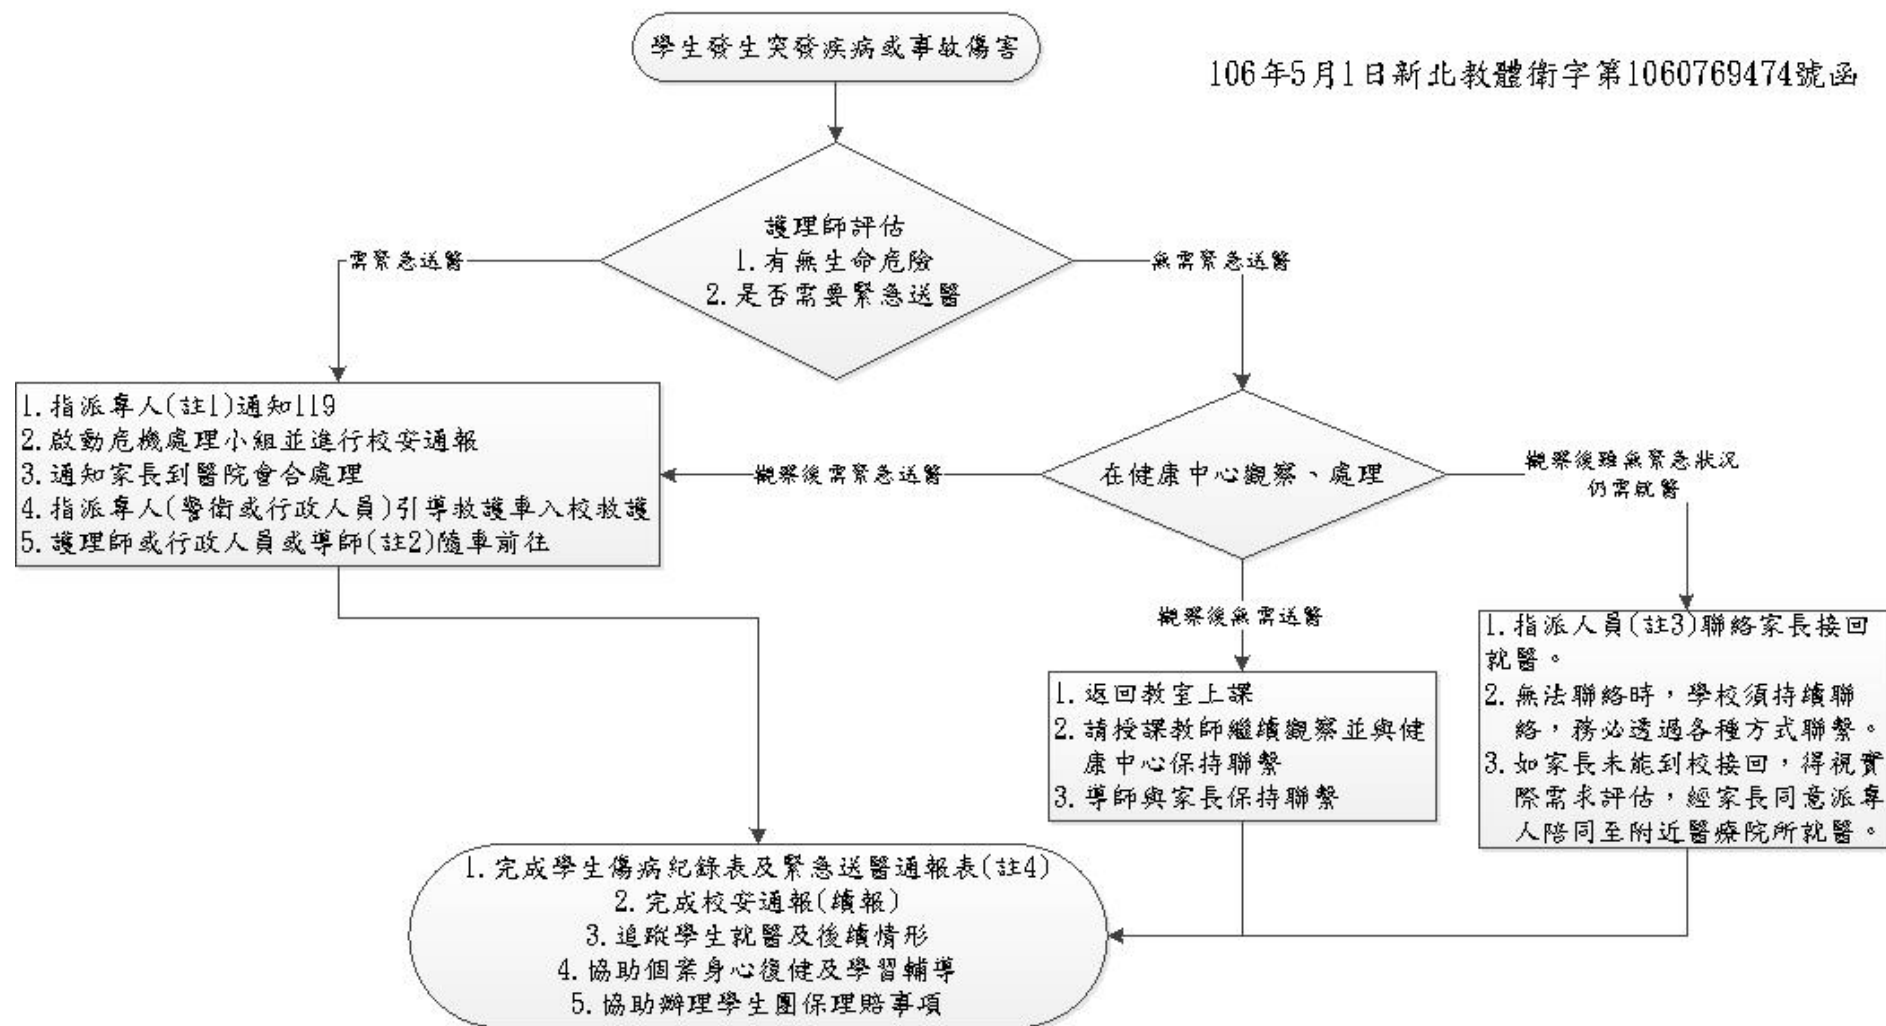 學生發生突發疾病或事故傷害
106年5月1日新北教體衛字第1060769474號函
護理師評估
1.有無生命危險
2.是否需要緊急送醫
需緊急送醫
無需緊急送醫
1.指派專人(註1)通知119
2.啟動危機處理小組並進行校安通報
3.通知家長到醫院會合處理
4.指派專人(警衛或行政人員)引導救護車入校救護
5.護理師或行政人員或導師(註2)隨車前往
觀察後需緊急送醫
在健康中心觀察、處理
觀察後雖無緊急狀況
仍需就醫
觀察後無需送醫
1.返回教室上課
2.請授課教師繼續觀察並與健
康中心保持聯繫
3.導師與家長保持聯繫
1.指派人員(註3)聯絡家長接回
就醫。
2.無法聯絡時，學校須持續聯
絡，務必透過各種方式聯繫。
3.如家長未能到校接回，得視實
際需求評估，經家長同意派專
人陪同至附近醫療院所就醫。
1.完成學生傷病紀錄表及緊急送醫通報表(註4)
2.完成校安通報(續報)
3.追蹤學生就醫及後續情形
4.協助個案身心復健及學習輔導
5.協助辦理學生團保理賠事項